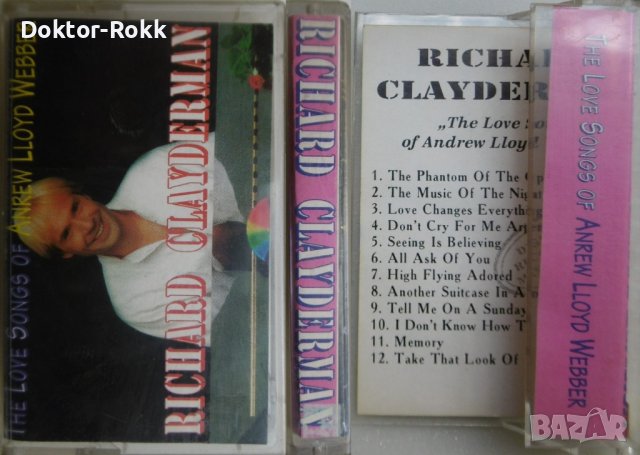 Doktor-Rokk
THE LOVE SONGS OF ANREW LLOYD WEBBER
RICHARD CLAYDERMAN
RICHARD CLAYDERMAN
RICHA
CLAYDER
„The Love So
of Andrew Lloyd
1. The Phantom Of The Op
2. The Music Of The Night
3. Love Changes Everything
4. Don't Cry For Me Ar
5. Seeing Is Believing
6. All Ask Of You
7. High Flying Adored
8. Another Suitcase In A
9. Tell Me On A Sunday
10. I Don't Know How T
11. Memory
12. Take That Look Of
THE LOVE SONGS OF ANREW LLOYD WEBBER
BAZAR